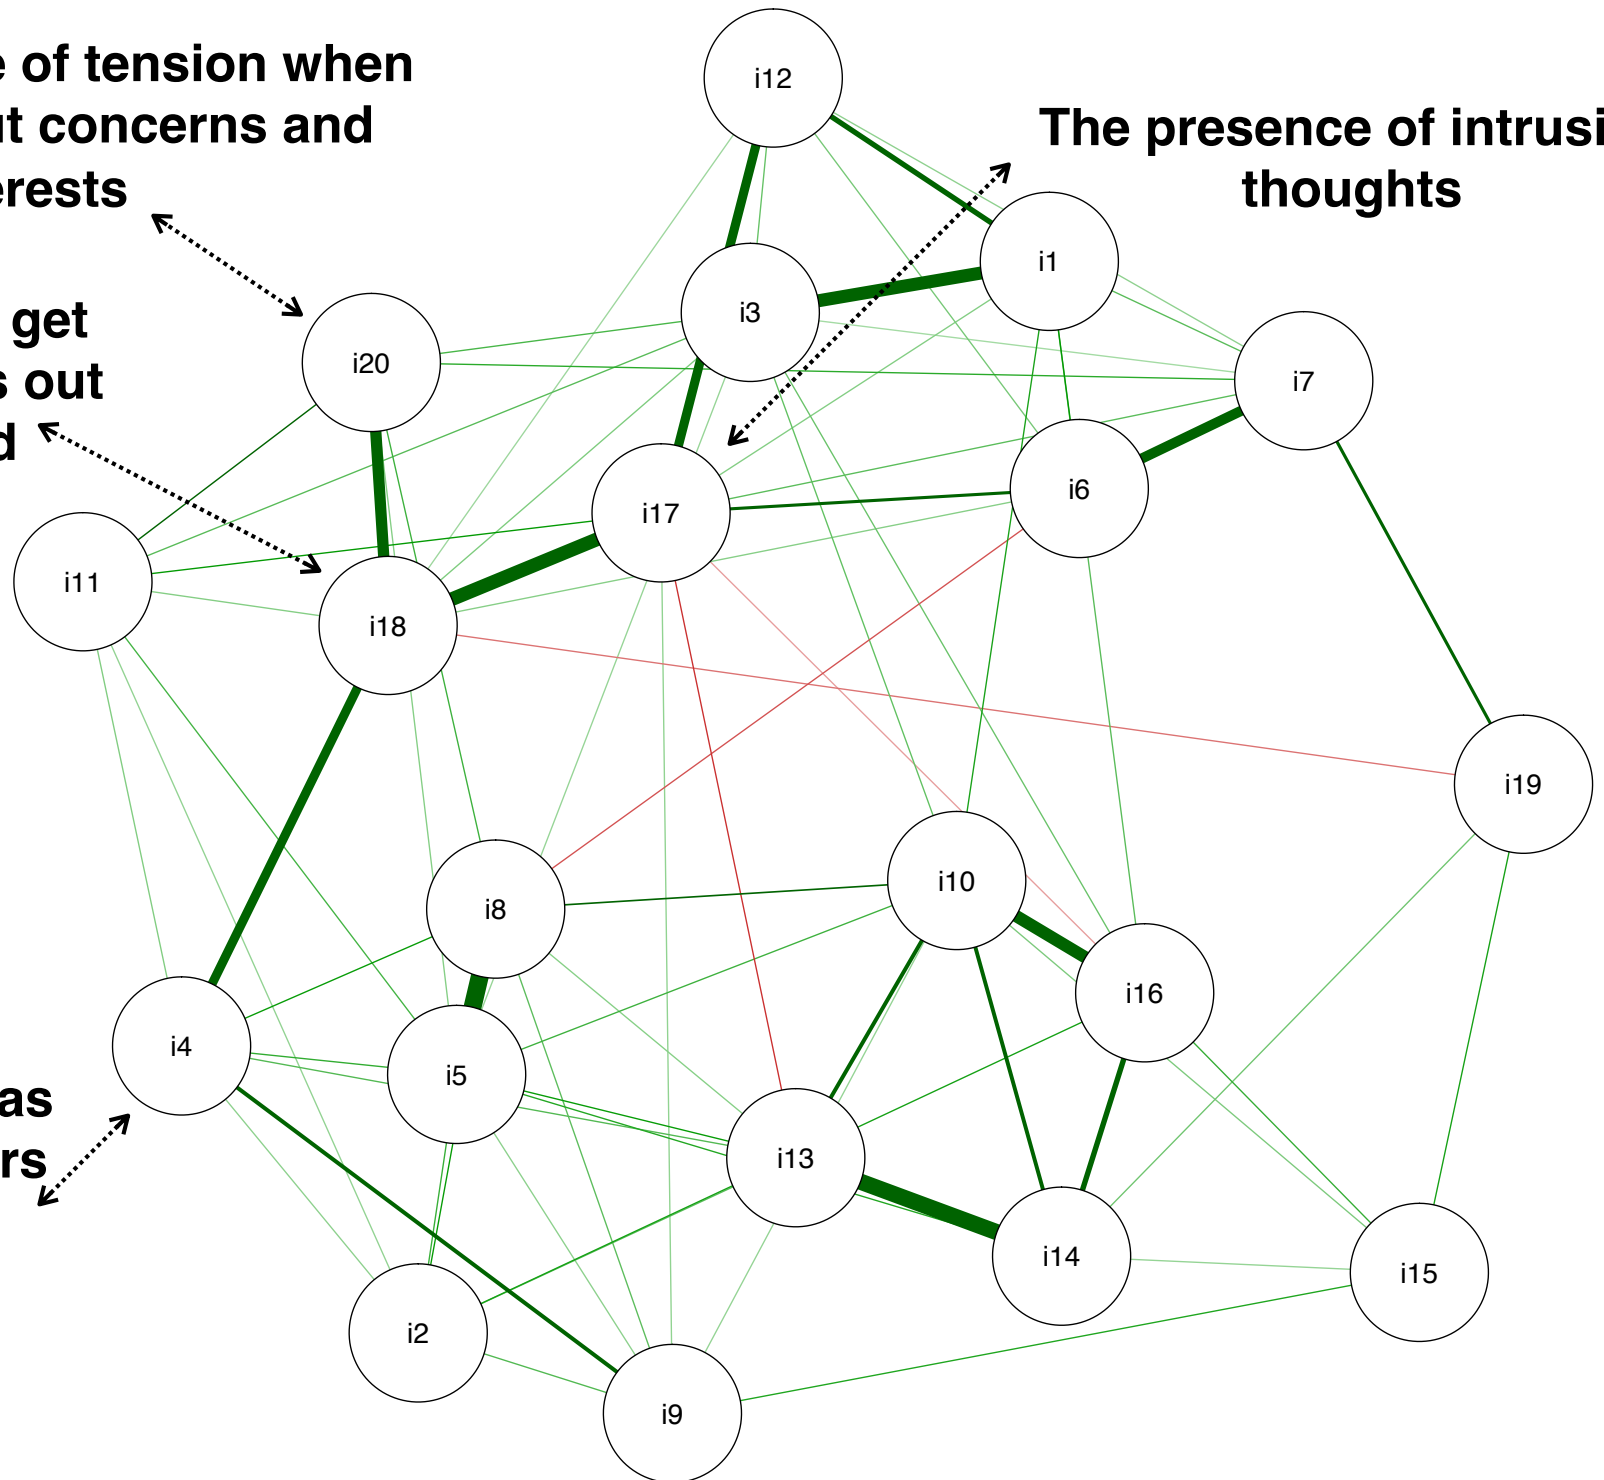 e of tension when
ut concerns and
erests
The presence of intrusi
thoughts
get
s out
d
as
rs
i12
i1
i3
i20
i7
i6
i17
i11
i18
i19
i10
i8
i16
i4
i5
i13
i14
i15
i2
i9